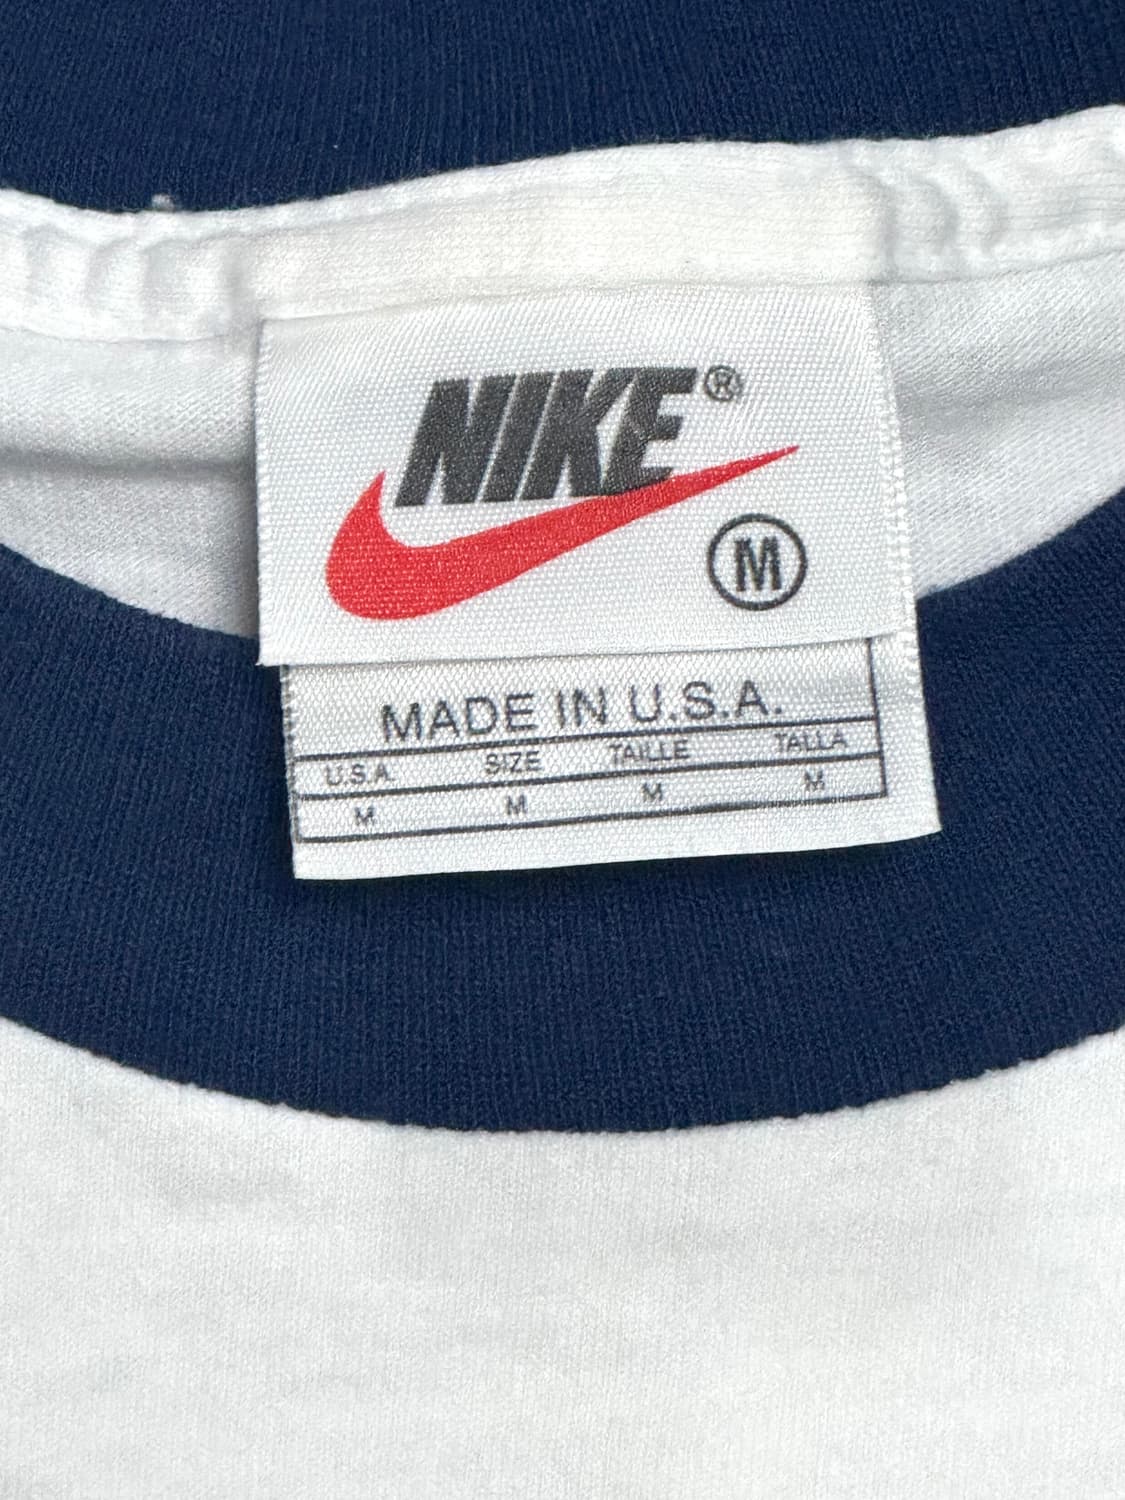 NIKE®
M
MADE IN U.S.A.
U.S.A. SIZE TAILLE TALLA
M M M M